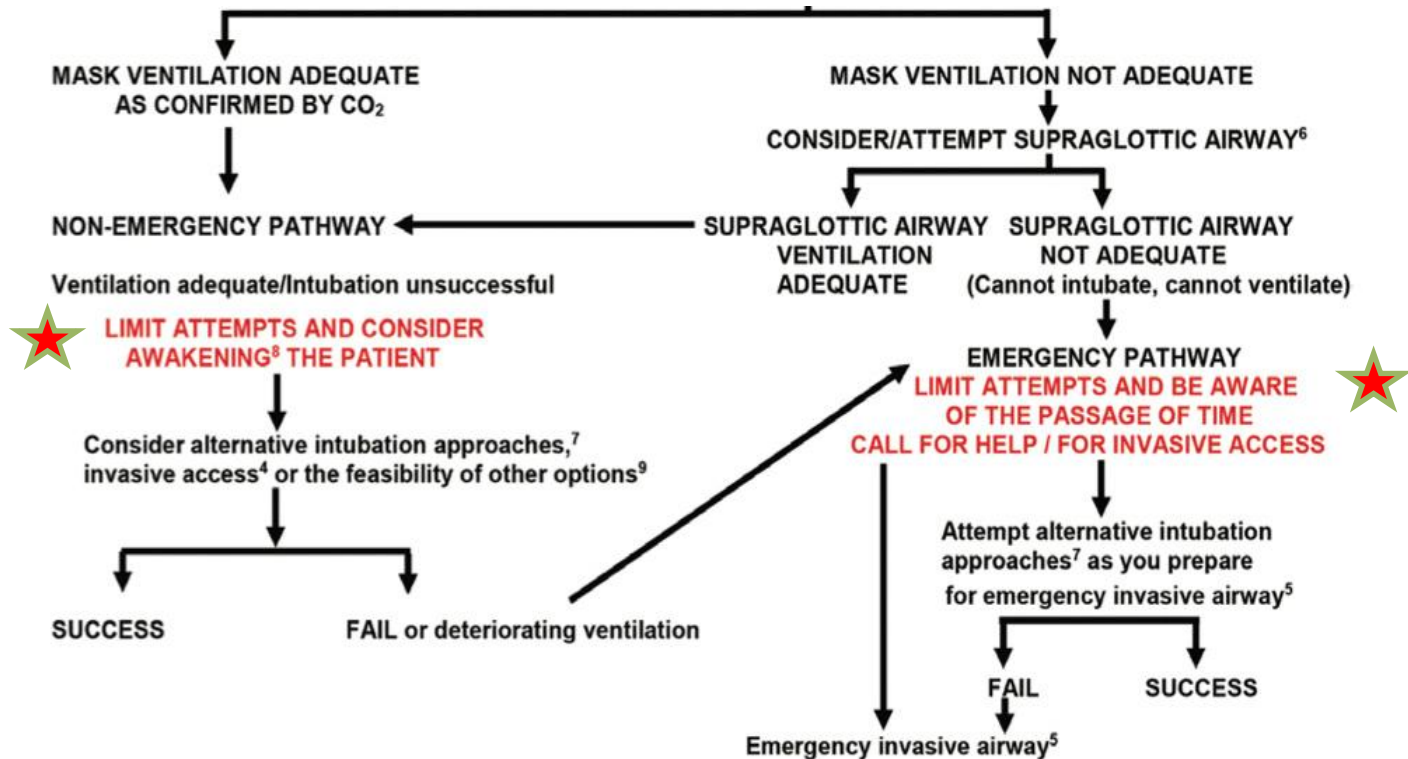 MASK VENTILATION ADEQUATE
AS CONFIRMED BY CO₂
MASK VENTILATION NOT ADEQUATE
CONSIDER/ATTEMPT SUPRAGLOTTIC AIRWAY⁶
NON-EMERGENCY PATHWAY
SUPRAGLOTTIC AIRWAY
VENTILATION
ADEQUATE
SUPRAGLOTTIC AIRWAY
NOT ADEQUATE
(Cannot intubate, cannot ventilate)
Ventilation adequate/Intubation unsuccessful
LIMIT ATTEMPTS AND CONSIDER
AWAKENING⁸ THE PATIENT
EMERGENCY PATHWAY
LIMIT ATTEMPTS AND BE AWARE
OF THE PASSAGE OF TIME
CALL FOR HELP / FOR INVASIVE ACCESS
Consider alternative intubation approaches,⁷
invasive access⁴ or the feasibility of other options⁹
Attempt alternative intubation
approaches⁷ as you prepare
for emergency invasive airway⁵
SUCCESS
FAIL or deteriorating ventilation
FAIL
SUCCESS
Emergency invasive airway⁵